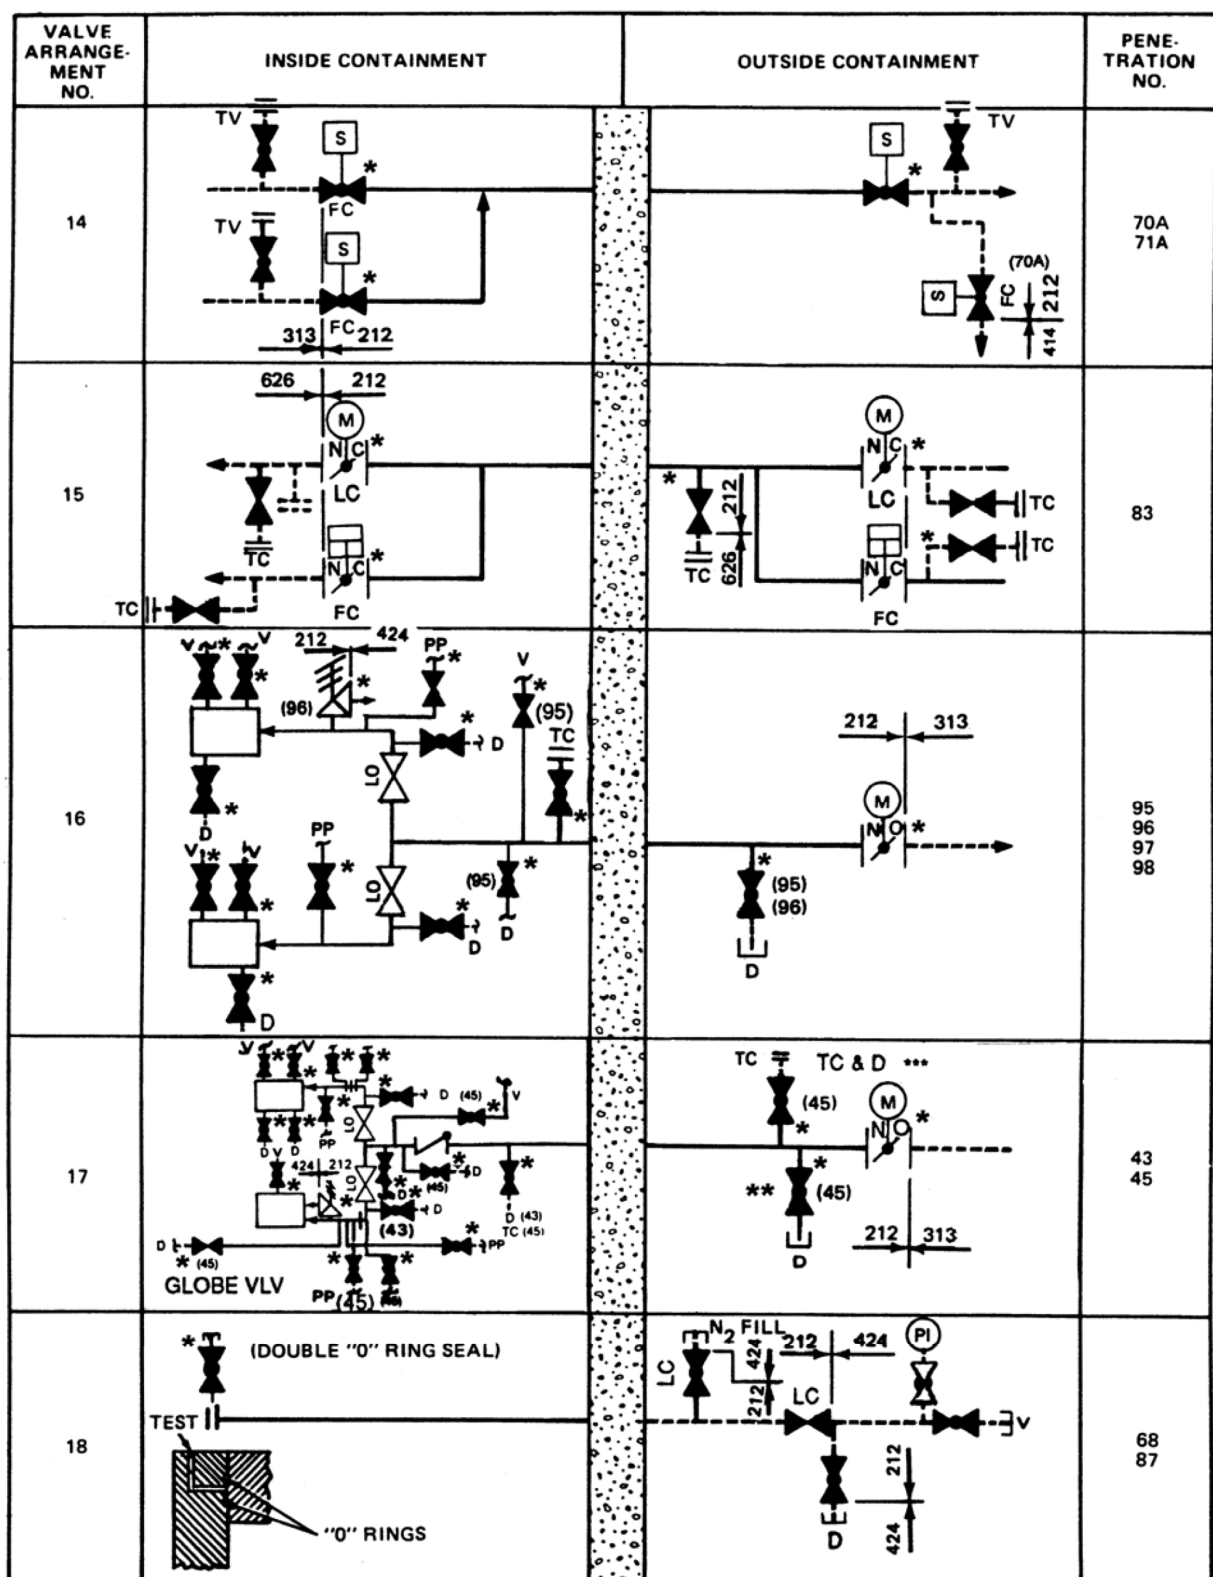 VALVE
ARRANGE-
MENT
NO.
INSIDE CONTAINMENT
OUTSIDE CONTAINMENT
PENE-
TRATION
NO.
14
TV
S
*
FC
TV
S
*
FC
313 212
S
*
TV
(70A)
S
FC
212
414
70A
71A
15
626 212
M
N C *
LC
TC
N C *
FC
TC
*
212
626
TC
M
N C *
LC
TC
*
TC
N C
FC
83
16
V * V
*
212 424
*
(96)
PP
*
*
D
V
*
(95)
TC
*
LO
*
D
V * V
*
PP
*
LO
(95)
*
D
*
D
*
D
212 313
M
N O *
*
(95)
(96)
D
95
96
97
98
17
V * V
*
* *
*
D (45)
*
V
*
PP
LO
D V D
*
424 212
*
LO
*
D
*
(45)
D
*
D
*
(43)
*
D (43)
TC (45)
D
* (45)
GLOBE VLV
*
PP (45)
*
*
PP
TC
TC & D ***
(45)
*
M
N O *
**
*
(45)
D
212 313
43
45
18
*
(DOUBLE "O" RING SEAL)
TEST
"O" RINGS
N2 FILL
LC
424
212
212 424
LC
PI
V
D
212
424
68
87